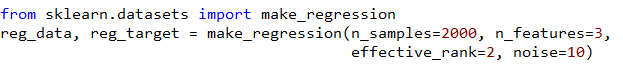 from sklearn.datasets import make_regression
reg_data, reg_target = make_regression(n_samples=2000, n_features=3,
effective_rank=2, noise=10)